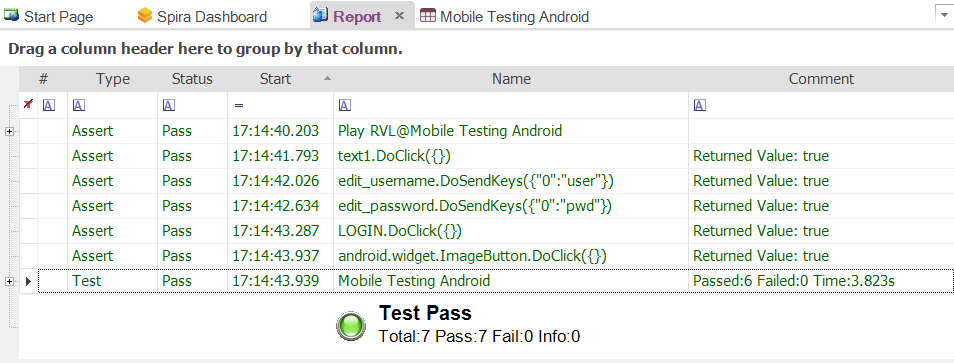 Start Page Spira Dashboard Report Mobile Testing Android
Drag a column header here to group by that column.
# Type Status Start Name Comment
A A A = A A
Assert Pass 17:14:40.203 Play RVL@Mobile Testing Android
Assert Pass 17:14:41.793 text1.DoClick({}) Returned Value: true
Assert Pass 17:14:42.026 edit_username.DoSendKeys({"0":"user"}) Returned Value: true
Assert Pass 17:14:42.634 edit_password.DoSendKeys({"0":"pwd"}) Returned Value: true
Assert Pass 17:14:43.287 LOGIN.DoClick({}) Returned Value: true
Assert Pass 17:14:43.937 android.widget.ImageButton.DoClick({}) Returned Value: true
Test Pass 17:14:43.939 Mobile Testing Android Passed:6 Failed:0 Time:3.823s
Test Pass
Total:7 Pass:7 Fail:0 Info:0